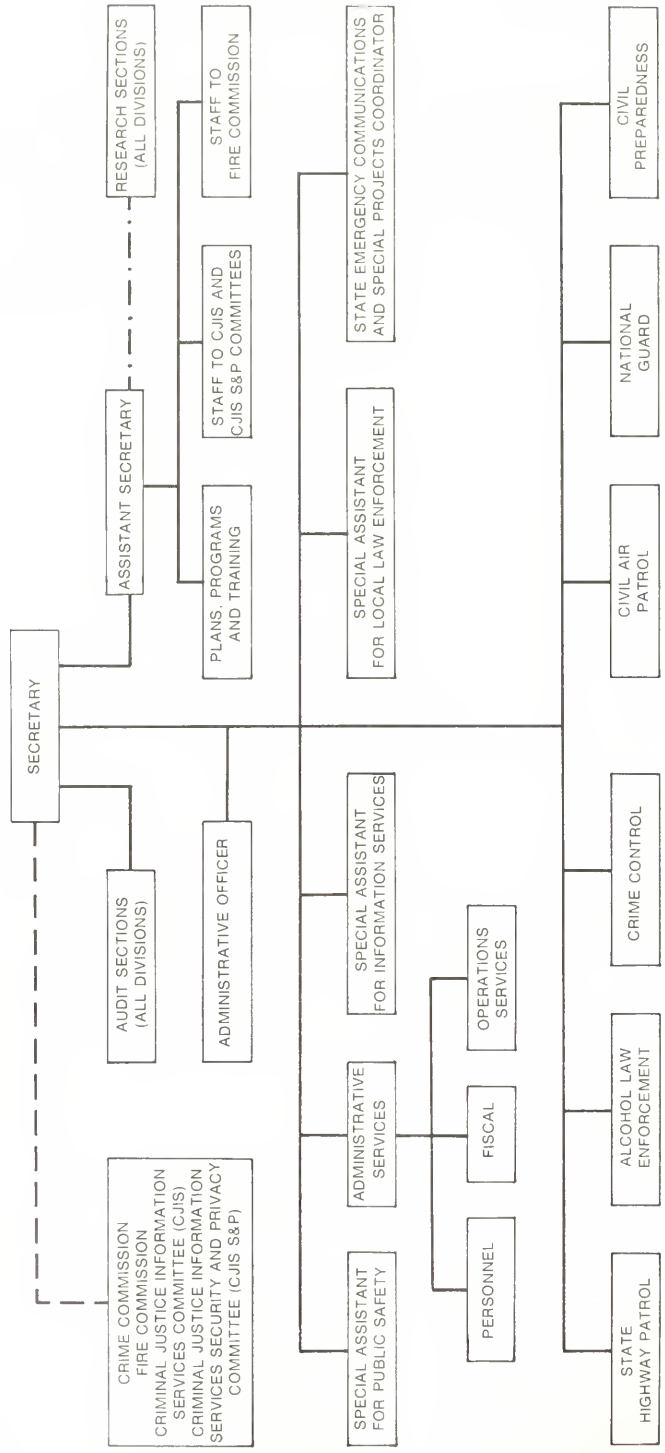 SECRETARY
CRIME COMMISSION
FIRE COMMISSION
CRIMINAL JUSTICE INFORMATION
SERVICES COMMITTEE (CJIS)
CRIMINAL JUSTICE INFORMATION
SERVICES SECURITY AND PRIVACY
COMMITTEE (CJIS S&P)
AUDIT SECTIONS
(ALL DIVISIONS)
ASSISTANT SECRETARY
RESEARCH SECTIONS
(ALL DIVISIONS)
ADMINISTRATIVE OFFICER
PLANS, PROGRAMS
AND TRAINING
STAFF TO CJIS AND
CJIS S&P COMMITTEES
STAFF TO
FIRE COMMISSION
SPECIAL ASSISTANT
FOR PUBLIC SAFETY
ADMINISTRATIVE
SERVICES
SPECIAL ASSISTANT
FOR INFORMATION SERVICES
SPECIAL ASSISTANT
FOR LOCAL LAW ENFORCEMENT
STATE EMERGENCY COMMUNICATIONS
AND SPECIAL PROJECTS COORDINATOR
PERSONNEL
FISCAL
OPERATIONS
SERVICES
STATE
HIGHWAY PATROL
ALCOHOL LAW
ENFORCEMENT
CRIME CONTROL
CIVIL AIR
PATROL
NATIONAL
GUARD
CIVIL
PREPAREDNESS